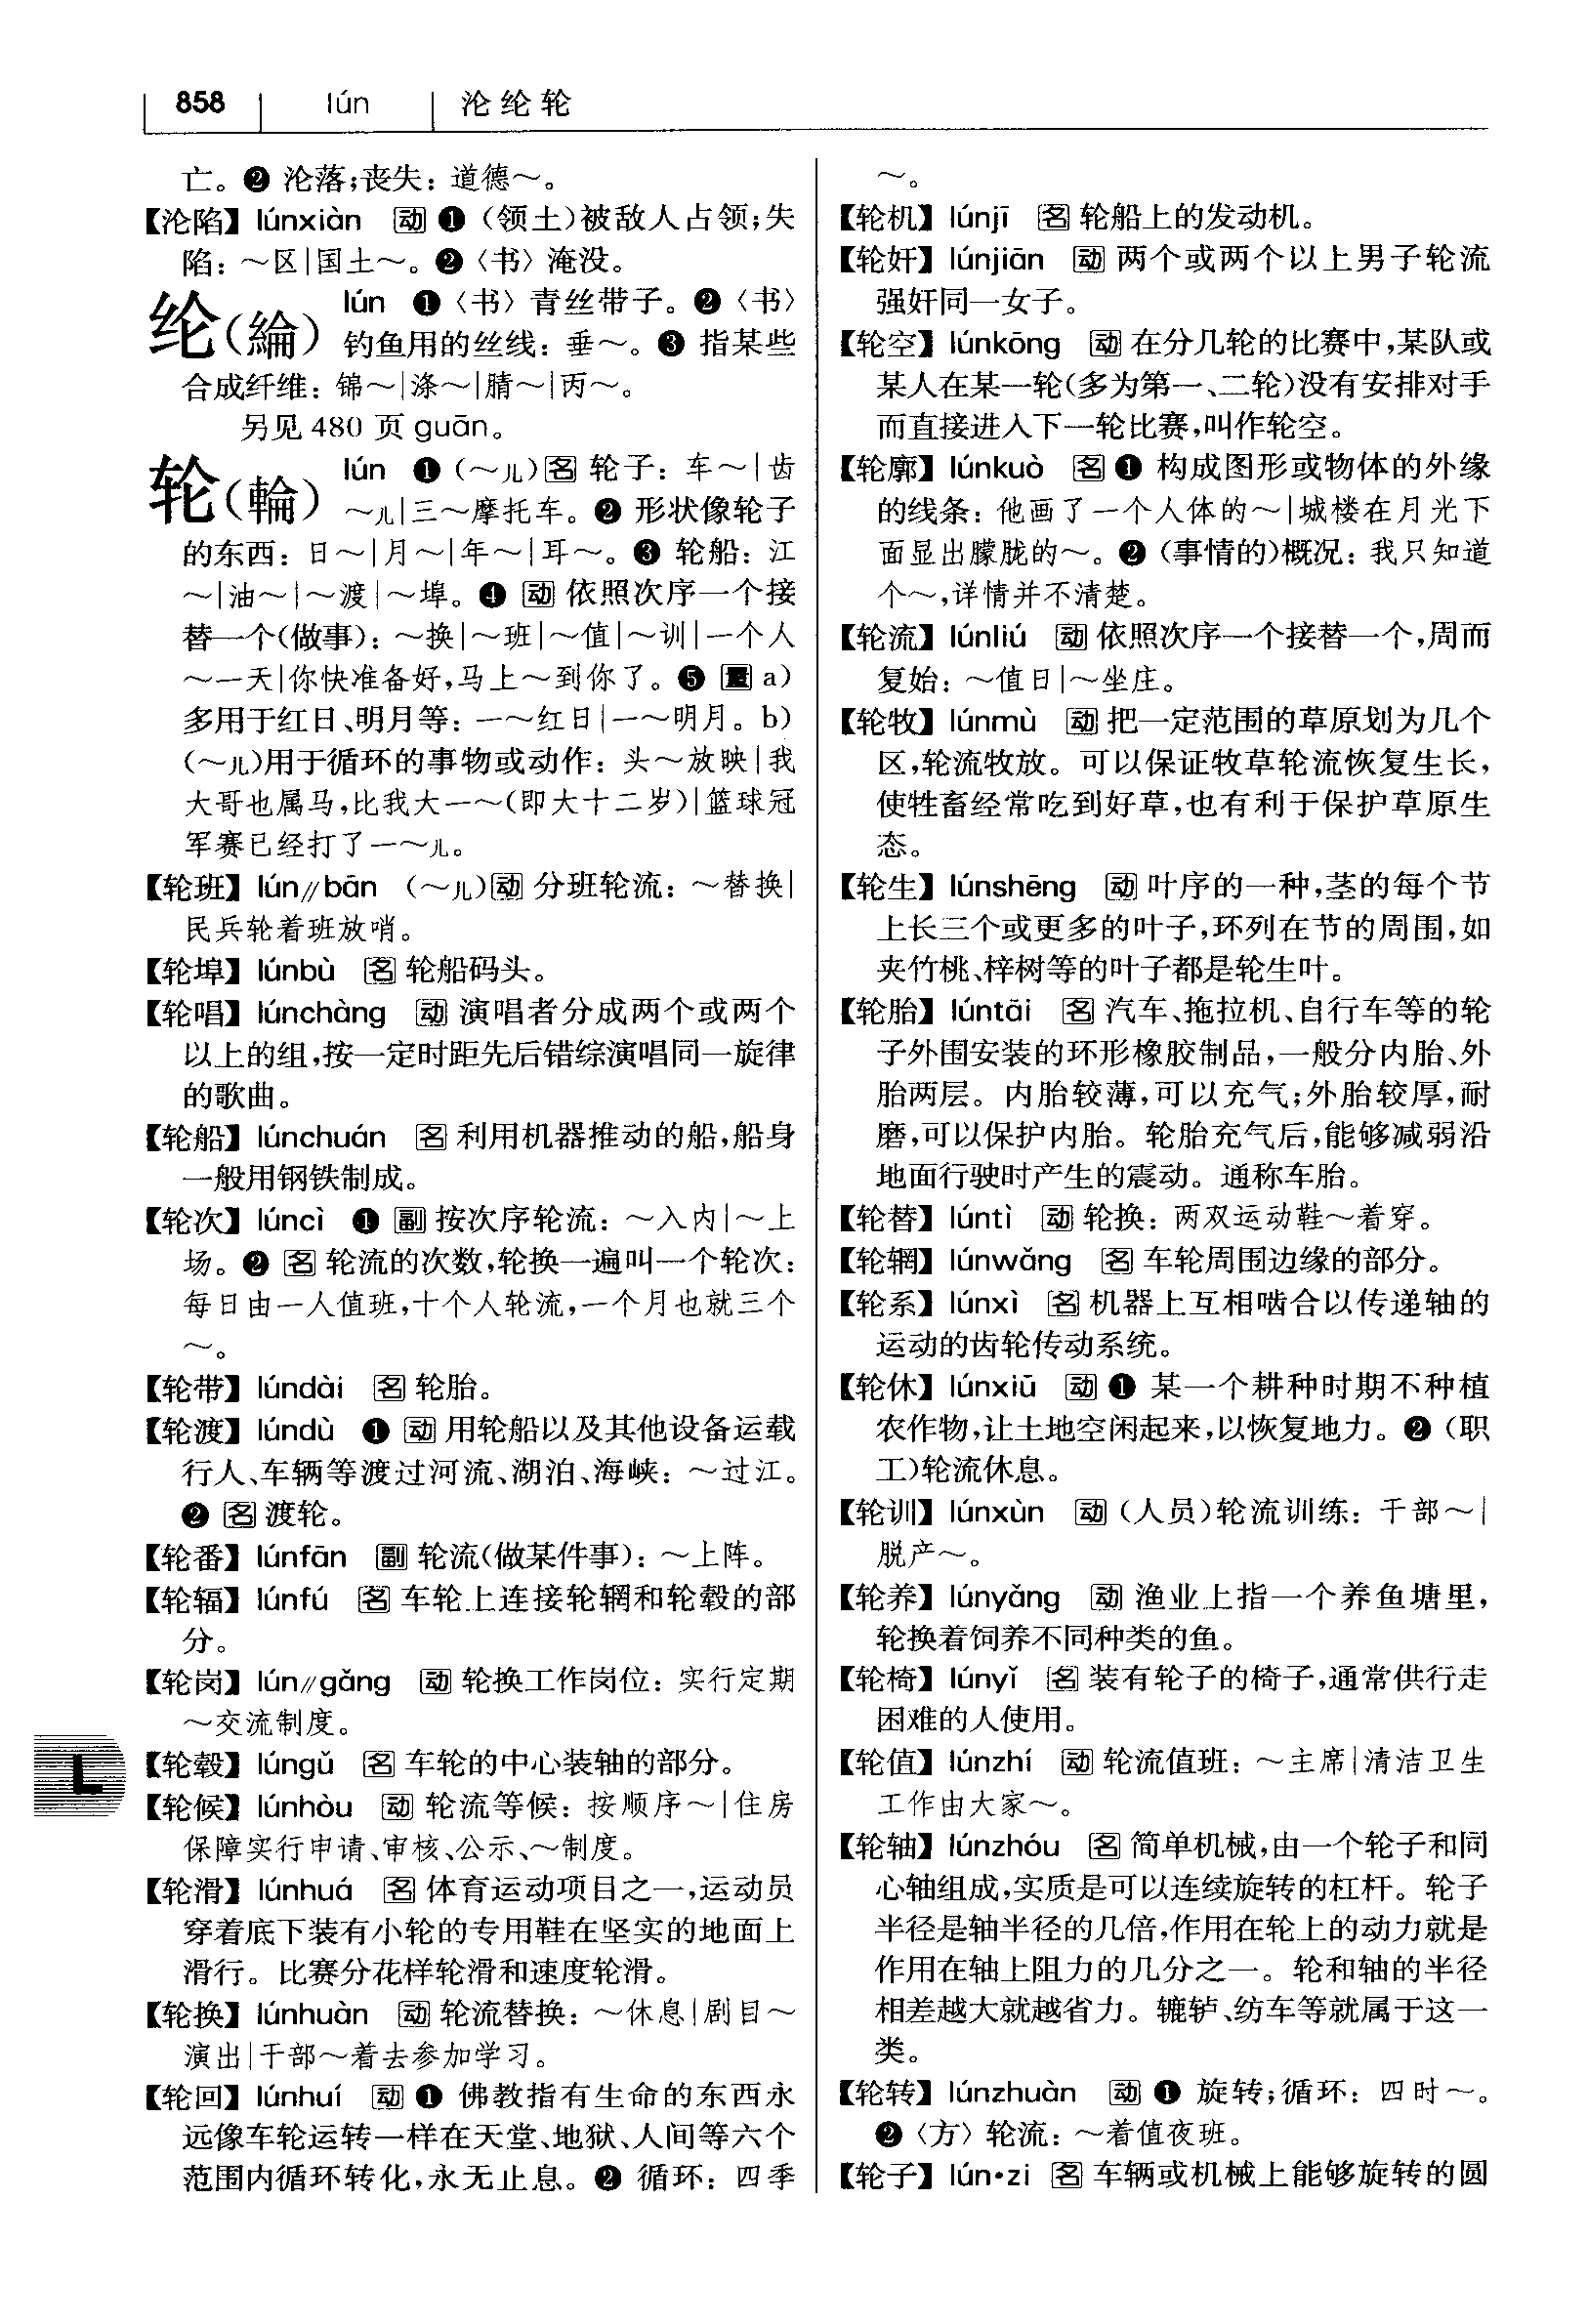 858 lún 沦纶轮
亡。❷ 沦落;丧失：道德～。
【沦陷】lúnxiàn 动 ❶（领土）被敌人占领;失
陷：～区|国土～。❷〈书〉淹没。
纶（綸） lún ❶〈书〉青丝带子。❷〈书〉
钓鱼用的丝线：垂～。❸ 指某些
合成纤维：锦～|涤～|腈～|丙～。
另见 480 页 guān。
轮（輪） lún ❶（～儿）名 轮子：车～|齿
～儿|三～摩托车。❷ 形状像轮子
的东西：日～|月～|年～|耳～。❸ 轮船：江
～|油～|～渡|～埠。❹ 动 依照次序一个接
替一个(做事)：～换|～班|～值|～训|一个人
～一天|你快准备好,马上～到你了。❺ 量 a）
多用于红日、明月等：一～红日|一～明月。b）
（～儿）用于循环的事物或动作：头～放映|我
大哥也属马,比我大一～(即大十二岁)|篮球冠
军赛已经打了一～儿。
【轮班】lún//bān （～儿）动 分班轮流：～替换|
民兵轮着班放哨。
【轮埠】lúnbù 名 轮船码头。
【轮唱】lúnchàng 动 演唱者分成两个或两个
以上的组,按一定时距先后错综演唱同一旋律
的歌曲。
【轮船】lúnchuán 名 利用机器推动的船,船身
一般用钢铁制成。
【轮次】lúncì ❶ 副 按次序轮流：～入内|～上
场。❷ 名 轮流的次数,轮换一遍叫一个轮次：
每日由一人值班,十个人轮流,一个月也就三个
～。
【轮带】lúndài 名 轮胎。
【轮渡】lúndù ❶ 动 用轮船以及其他设备运载
行人、车辆等渡过河流、湖泊、海峡：～过江。
❷ 名 渡轮。
【轮番】lúnfān 副 轮流(做某件事)：～上阵。
【轮辐】lúnfú 名 车轮上连接轮辋和轮毂的部
分。
【轮岗】lún//gǎng 动 轮换工作岗位：实行定期
～交流制度。
L
【轮毂】lúngǔ 名 车轮的中心装轴的部分。
【轮候】lúnhòu 动 轮流等候：按顺序～|住房
保障实行申请、审核、公示、～制度。
【轮滑】lúnhuá 名 体育运动项目之一,运动员
穿着底下装有小轮的专用鞋在坚实的地面上
滑行。比赛分花样轮滑和速度轮滑。
【轮换】lúnhuàn 动 轮流替换：～休息|剧目～
演出|干部～着去参加学习。
【轮回】lúnhuí 动 ❶ 佛教指有生命的东西永
远像车轮运转一样在天堂、地狱、人间等六个
范围内循环转化,永无止息。❷ 循环：四季
～。
【轮机】lúnjī 名 轮船上的发动机。
【轮奸】lúnjiān 动 两个或两个以上男子轮流
强奸同一女子。
【轮空】lúnkōng 动 在分几轮的比赛中,某队或
某人在某一轮(多为第一、二轮)没有安排对手
而直接进入下一轮比赛,叫作轮空。
【轮廓】lúnkuò 名 ❶ 构成图形或物体的外缘
的线条：他画了一个人体的～|城楼在月光下
面显出朦胧的～。❷（事情的）概况：我只知道
个～,详情并不清楚。
【轮流】lúnliú 动 依照次序一个接替一个,周而
复始：～值日|～坐庄。
【轮牧】lúnmù 动 把一定范围的草原划为几个
区,轮流牧放。可以保证牧草轮流恢复生长,
使牲畜经常吃到好草,也有利于保护草原生
态。
【轮生】lúnshēng 动 叶序的一种,茎的每个节
上长三个或更多的叶子,环列在节的周围,如
夹竹桃、梓树等的叶子都是轮生叶。
【轮胎】lúntāi 名 汽车、拖拉机、自行车等的轮
子外围安装的环形橡胶制品,一般分内胎、外
胎两层。内胎较薄,可以充气;外胎较厚,耐
磨,可以保护内胎。轮胎充气后,能够减弱沿
地面行驶时产生的震动。通称车胎。
【轮替】lúntì 动 轮换：两双运动鞋～着穿。
【轮辋】lúnwǎng 名 车轮周围边缘的部分。
【轮系】lúnxì 名 机器上互相啮合以传递轴的
运动的齿轮传动系统。
【轮休】lúnxiū 动 ❶ 某一个耕种时期不种植
农作物,让土地空闲起来,以恢复地力。❷（职
工）轮流休息。
【轮训】lúnxùn 动（人员）轮流训练：干部～|
脱产～。
【轮养】lúnyǎng 动 渔业上指一个养鱼塘里,
轮换着饲养不同种类的鱼。
【轮椅】lúnyǐ 名 装有轮子的椅子,通常供行走
困难的人使用。
【轮值】lúnzhí 动 轮流值班：～主席|清洁卫生
工作由大家～。
【轮轴】lúnzhóu 名 简单机械,由一个轮子和同
心轴组成,实质是可以连续旋转的杠杆。轮子
半径是轴半径的几倍,作用在轮上的动力就是
作用在轴上阻力的几分之一。轮和轴的半径
相差越大就越省力。辘轳、纺车等就属于这一
类。
【轮转】lúnzhuàn 动 ❶ 旋转;循环：四时～。
❷〈方〉轮流：～着值夜班。
【轮子】lún·zi 名 车辆或机械上能够旋转的圆